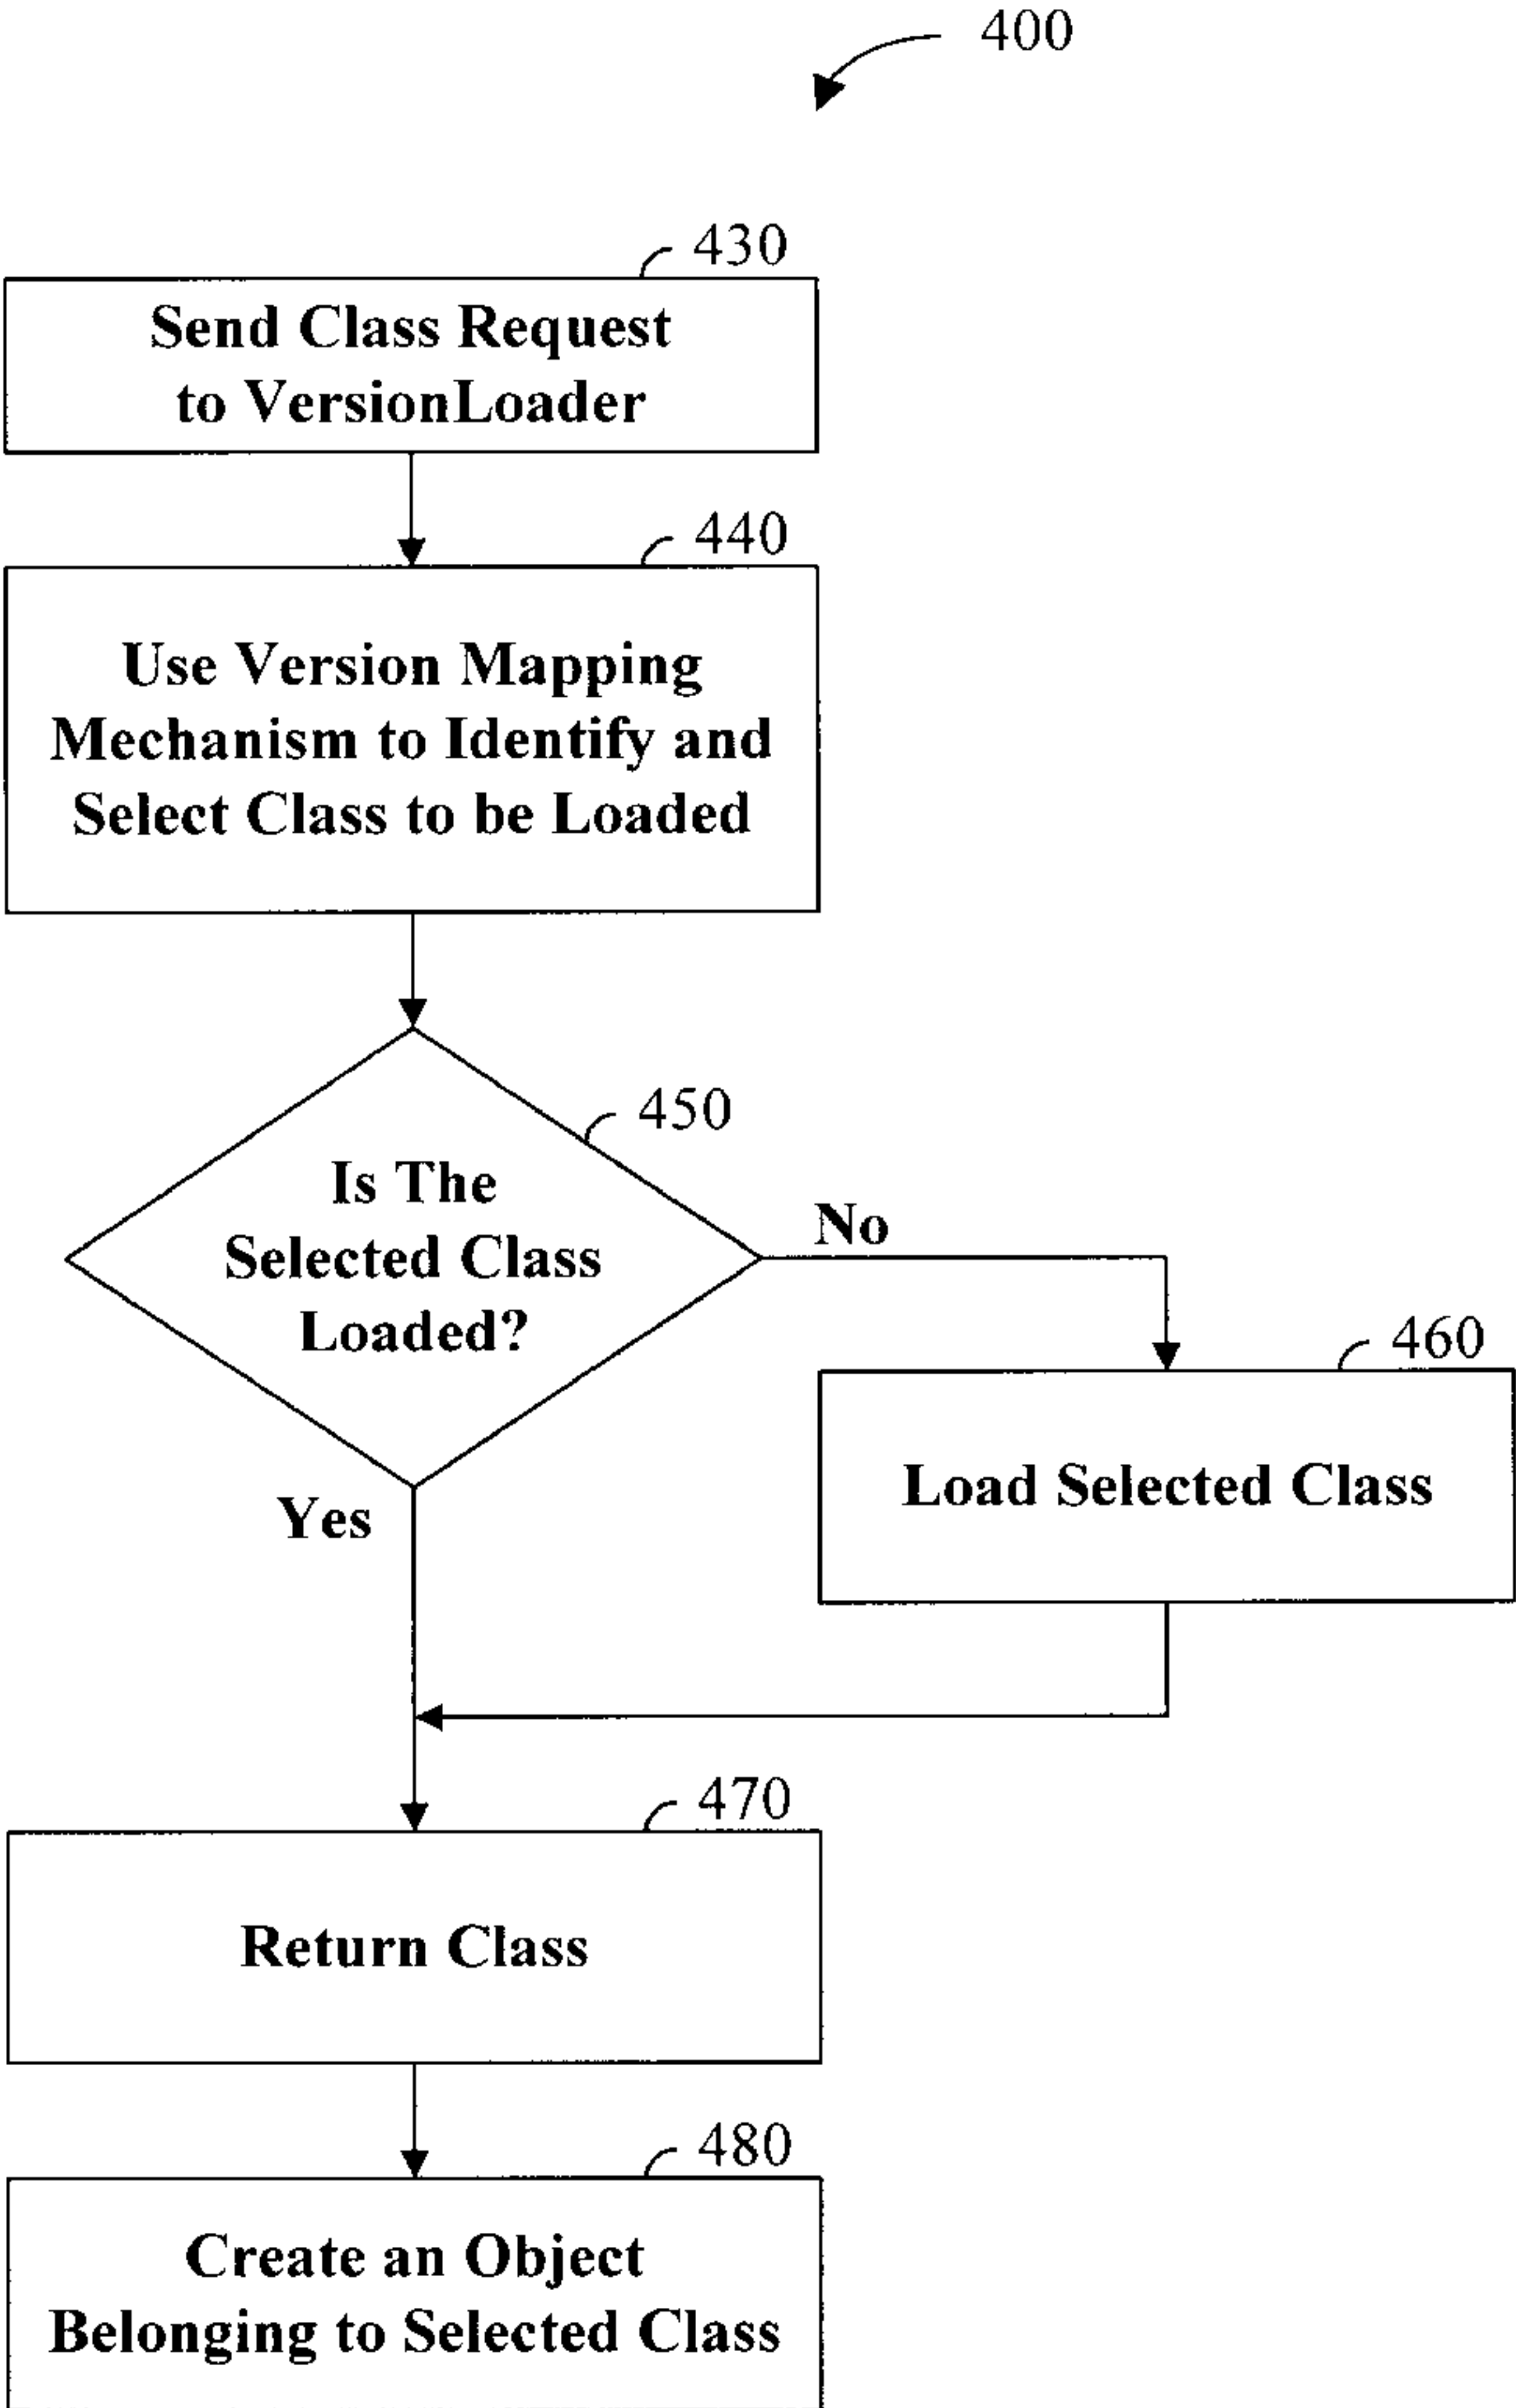 400
430
Send Class Request
to VersionLoader
440
Use Version Mapping
Mechanism to Identify and
Select Class to be Loaded
450
Is The
Selected Class
Loaded?
No
460
Load Selected Class
Yes
470
Return Class
480
Create an Object
Belonging to Selected Class